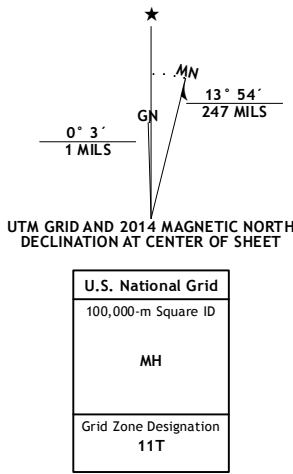 MN
GN
13° 54´
247 MILS
0° 3´
1 MILS
UTM GRID AND 2014 MAGNETIC NORTH
DECLINATION AT CENTER OF SHEET
U.S. National Grid
100,000-m Square ID
MH
Grid Zone Designation
11T